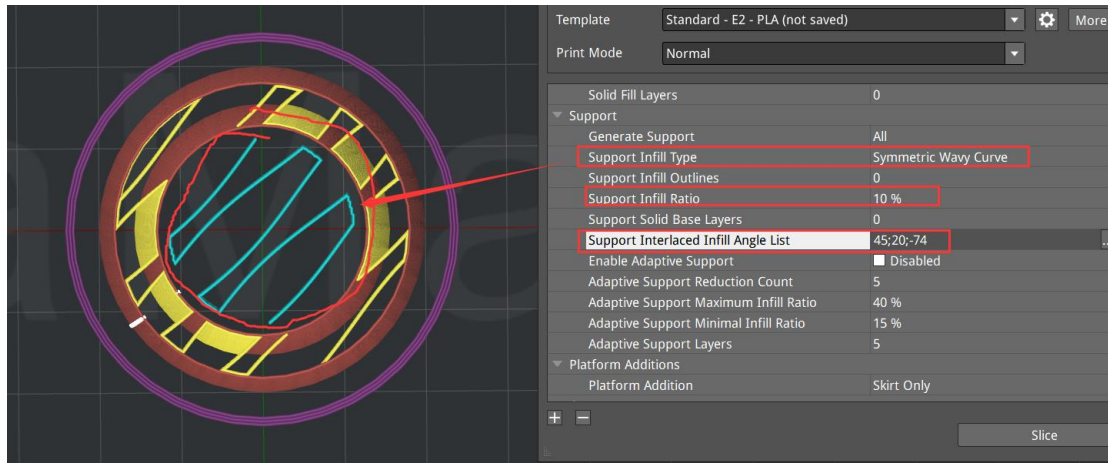 Template Standard - E2 - PLA (not saved) More
Print Mode Normal
Solid Fill Layers 0
Support
Generate Support All
Support Infill Type Symmetric Wavy Curve
Support Infill Outlines 0
Support Infill Ratio 10 %
Support Solid Base Layers 0
Support Interlaced Infill Angle List 45;20;-74 ...
Enable Adaptive Support Disabled
Adaptive Support Reduction Count 5
Adaptive Support Maximum Infill Ratio 40 %
Adaptive Support Minimal Infill Ratio 15 %
Adaptive Support Layers 5
Platform Additions
Platform Addition Skirt Only
Slice